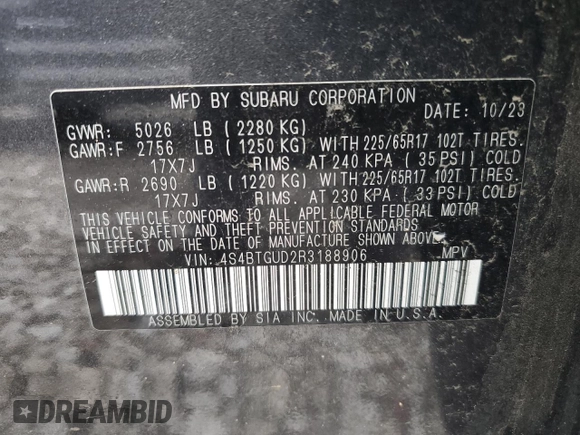 MFD BY SUBARU CORPORATION
DATE: 10/23
GVWR: 5026 LB (2280 KG)
GAWR:F 2756 LB (1250 KG) WITH 225/65R17 102T TIRES.
17X7J RIMS. AT 240 KPA (35 PSI) COLD
GAWR:R 2690 LB (1220 KG) WITH 225/65R17 102T TIRES.
17X7J RIMS. AT 230 KPA (33 PSI) COLD
THIS VEHICLE CONFORMS TO ALL APPLICABLE FEDERAL MOTOR
VEHICLE SAFETY AND THEFT PREVENTION STANDARDS
IN EFFECT ON THE DATE OF MANUFACTURE SHOWN ABOVE.
VIN: 4S4BTGUD2R3188906 MPV
ASSEMBLED BY SIA INC. MADE IN U.S.A.
DREAMBID